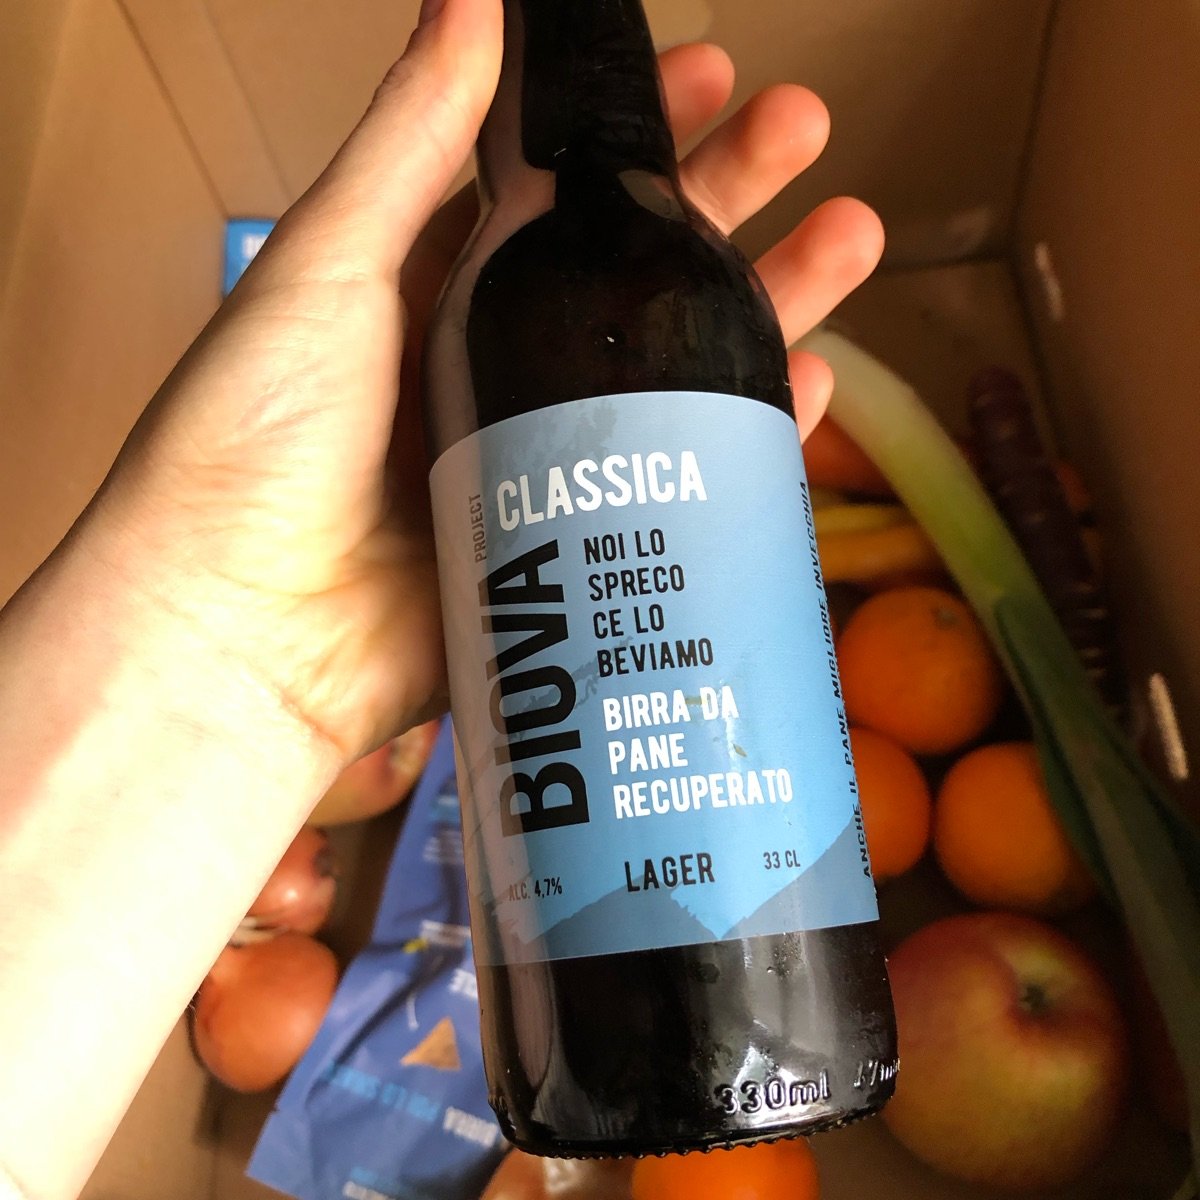 PROJECT
BIOVA
CLASSICA
NOI LO
SPRECO
CE LO
BEVIAMO
BIRRA DA
PANE
RECUPERATO
ALC. 4,7%
LAGER
33 CL
ANCHE IL PANE MIGLIORE INVECCHIA
330ml
BIRRA